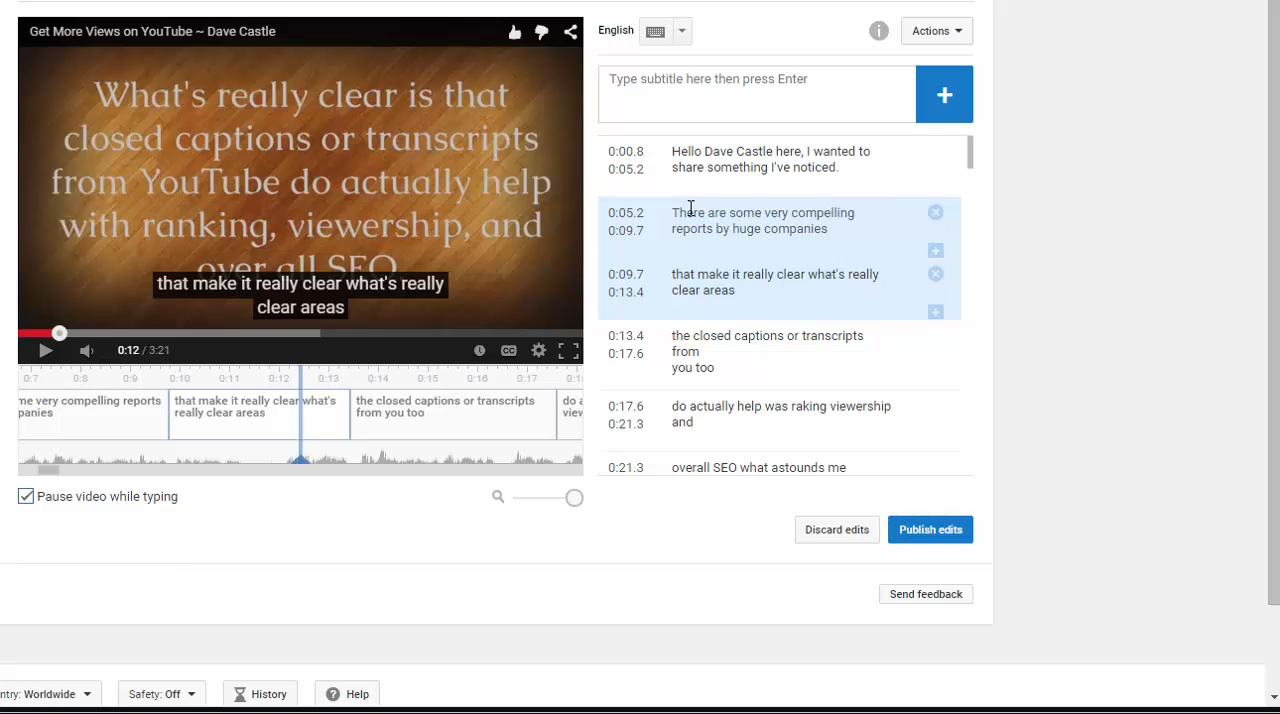 Get More Views on YouTube ~ Dave Castle
What's really clear is that
closed captions or transcripts
from YouTube do actually help
with ranking, viewership, and
over all SEO.
that make it really clear what's really
clear areas
0:12 / 3:21
CC
0:7 0:8 0:9 0:10 0:11 0:12 0:13 0:14 0:15 0:16 0:17
me very compelling reports
panies
that make it really clear what's
really clear areas
the closed captions or transcripts
from you too
do a
view
Pause video while typing
English
Actions
Type subtitle here then press Enter
+
0:00.8 Hello Dave Castle here, I wanted to
0:05.2 share something I've noticed.
0:05.2 There are some very compelling
0:09.7 reports by huge companies
0:09.7 that make it really clear what's really
0:13.4 clear areas
0:13.4 the closed captions or transcripts
0:17.6 from
you too
0:17.6 do actually help was raking viewership
0:21.3 and
0:21.3 overall SEO what astounds me
Discard edits
Publish edits
Send feedback
ntry: Worldwide
Safety: Off
History
Help